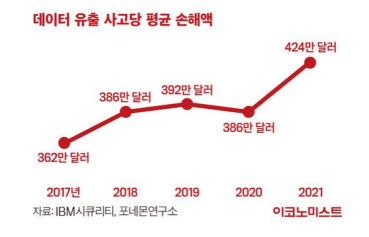 데이터 유출 사고당 평균 손해액
424만 달러
386만 달러
392만 달러
386만 달러
362만 달러
2017년 2018 2019 2020 2021
자료: IBM시큐리티, 포네몬연구소 이코노미스트